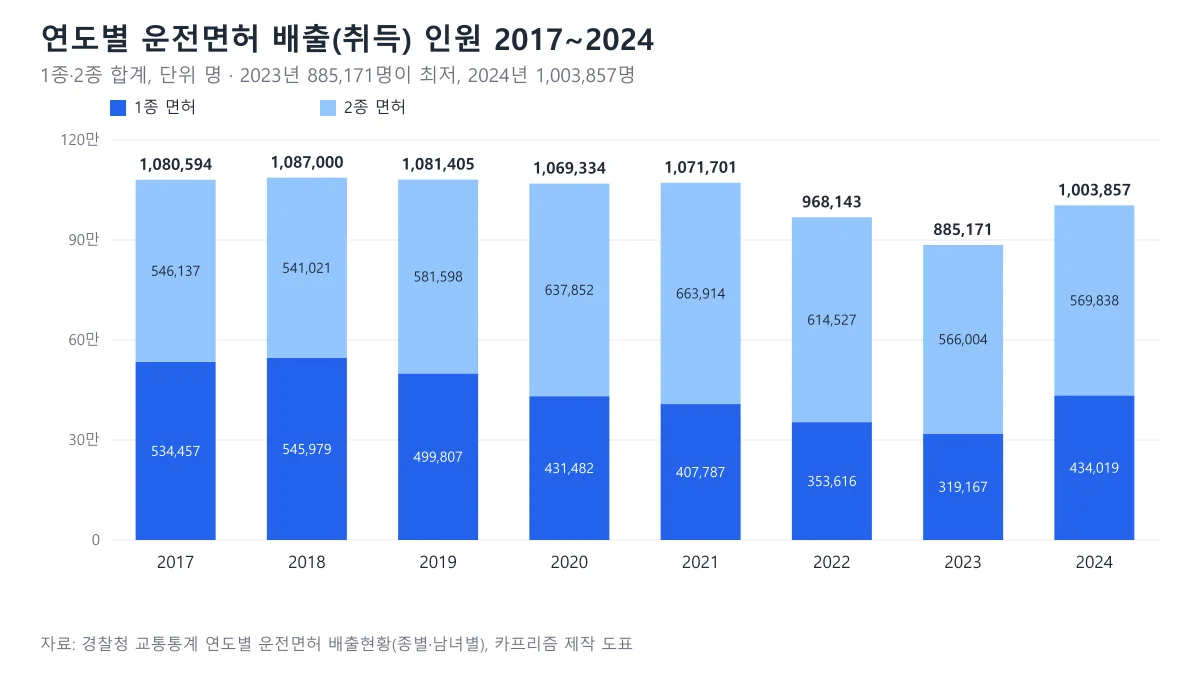 연도별 운전면허 배출(취득) 인원 2017~2024
1종·2종 합계, 단위 명 · 2023년 885,171명이 최저, 2024년 1,003,857명
1종 면허 2종 면허
120만
90만
60만
30만
0
1,080,594 1,087,000 1,081,405 1,069,334 1,071,701 968,143 885,171 1,003,857
546,137 541,021 581,598 637,852 663,914 614,527 566,004 569,838
534,457 545,979 499,807 431,482 407,787 353,616 319,167 434,019
2017 2018 2019 2020 2021 2022 2023 2024
자료: 경찰청 교통통계 연도별 운전면허 배출현황(종별·남녀별), 카프리즘 제작 도표